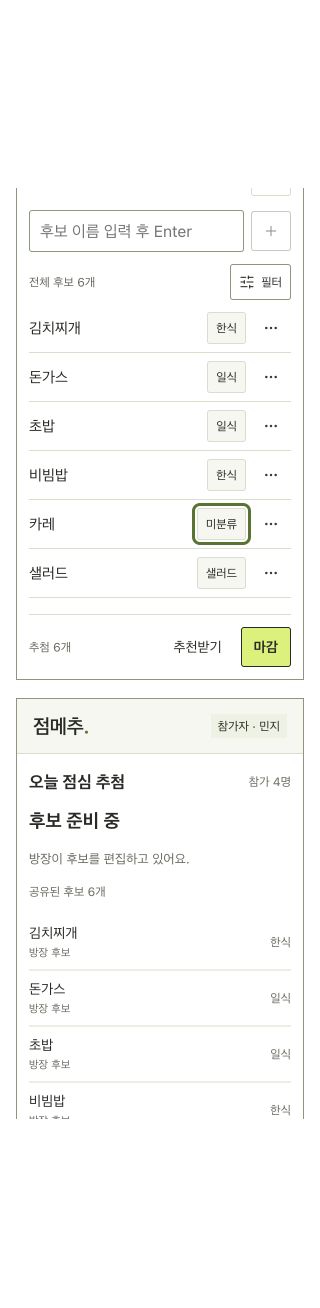 후보 이름 입력 후 Enter
+
전체 후보 6개
필터
김치찌개 한식 ···
돈가스 일식 ···
초밥 일식 ···
비빔밥 한식 ···
카레 미분류 ···
샐러드 샐러드 ···
추첨 6개 추천받기 마감
점메추. 참가자 · 민지
오늘 점심 추첨 참가 4명
후보 준비 중
방장이 후보를 편집하고 있어요.
공유된 후보 6개
김치찌개 한식
방장 후보
돈가스 일식
방장 후보
초밥 일식
방장 후보
비빔밥 한식